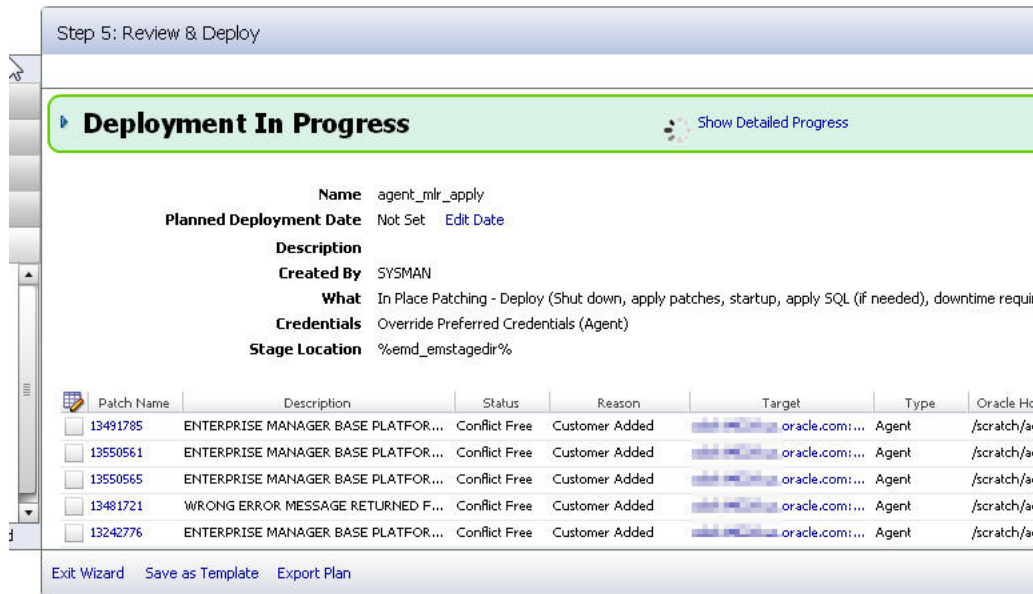 Step 5: Review & Deploy
Deployment In Progress Show Detailed Progress
Name agent_mlr_apply
Planned Deployment Date Not Set Edit Date
Description
Created By SYSMAN
What In Place Patching - Deploy (Shut down, apply patches, startup, apply SQL (if needed), downtime requi
Credentials Override Preferred Credentials (Agent)
Stage Location %emd_emstagedir%
Patch Name Description Status Reason Target Type Oracle Ho
13491785 ENTERPRISE MANAGER BASE PLATFOR... Conflict Free Customer Added .oracle.com:... Agent /scratch/a
13550561 ENTERPRISE MANAGER BASE PLATFOR... Conflict Free Customer Added .oracle.com:... Agent /scratch/a
13550565 ENTERPRISE MANAGER BASE PLATFOR... Conflict Free Customer Added .oracle.com:... Agent /scratch/a
13481721 WRONG ERROR MESSAGE RETURNED F... Conflict Free Customer Added .oracle.com:... Agent /scratch/a
13242776 ENTERPRISE MANAGER BASE PLATFOR... Conflict Free Customer Added .oracle.com:... Agent /scratch/a
Exit Wizard Save as Template Export Plan